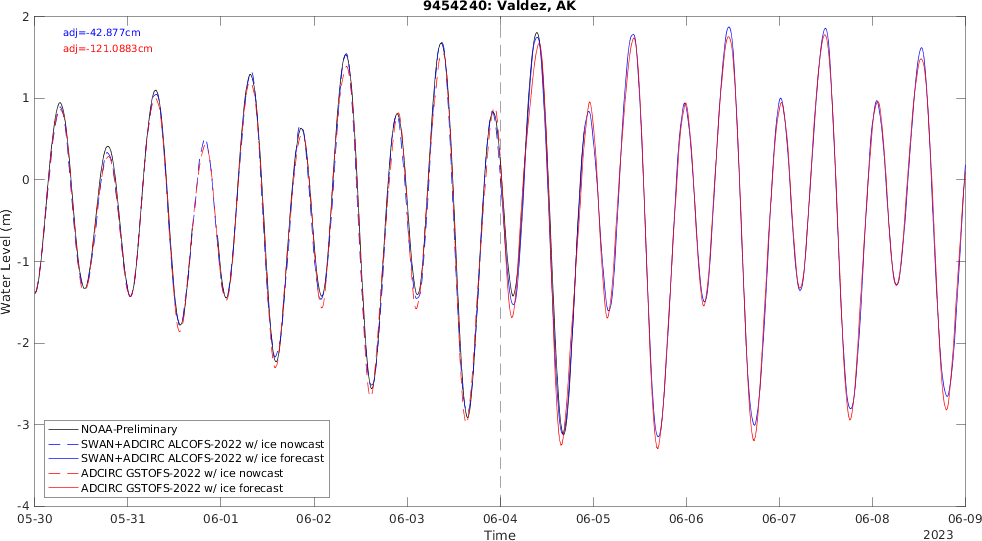 9454240: Valdez, AK
adj=-42.877cm
adj=-121.0883cm
2
1
0
-1
-2
-3
-4
Water Level (m)
NOAA-Preliminary
SWAN+ADCIRC ALCOFS-2022 w/ ice nowcast
SWAN+ADCIRC ALCOFS-2022 w/ ice forecast
ADCIRC GSTOFS-2022 w/ ice nowcast
ADCIRC GSTOFS-2022 w/ ice forecast
05-30 05-31 06-01 06-02 06-03 06-04 06-05 06-06 06-07 06-08 06-09
Time
2023